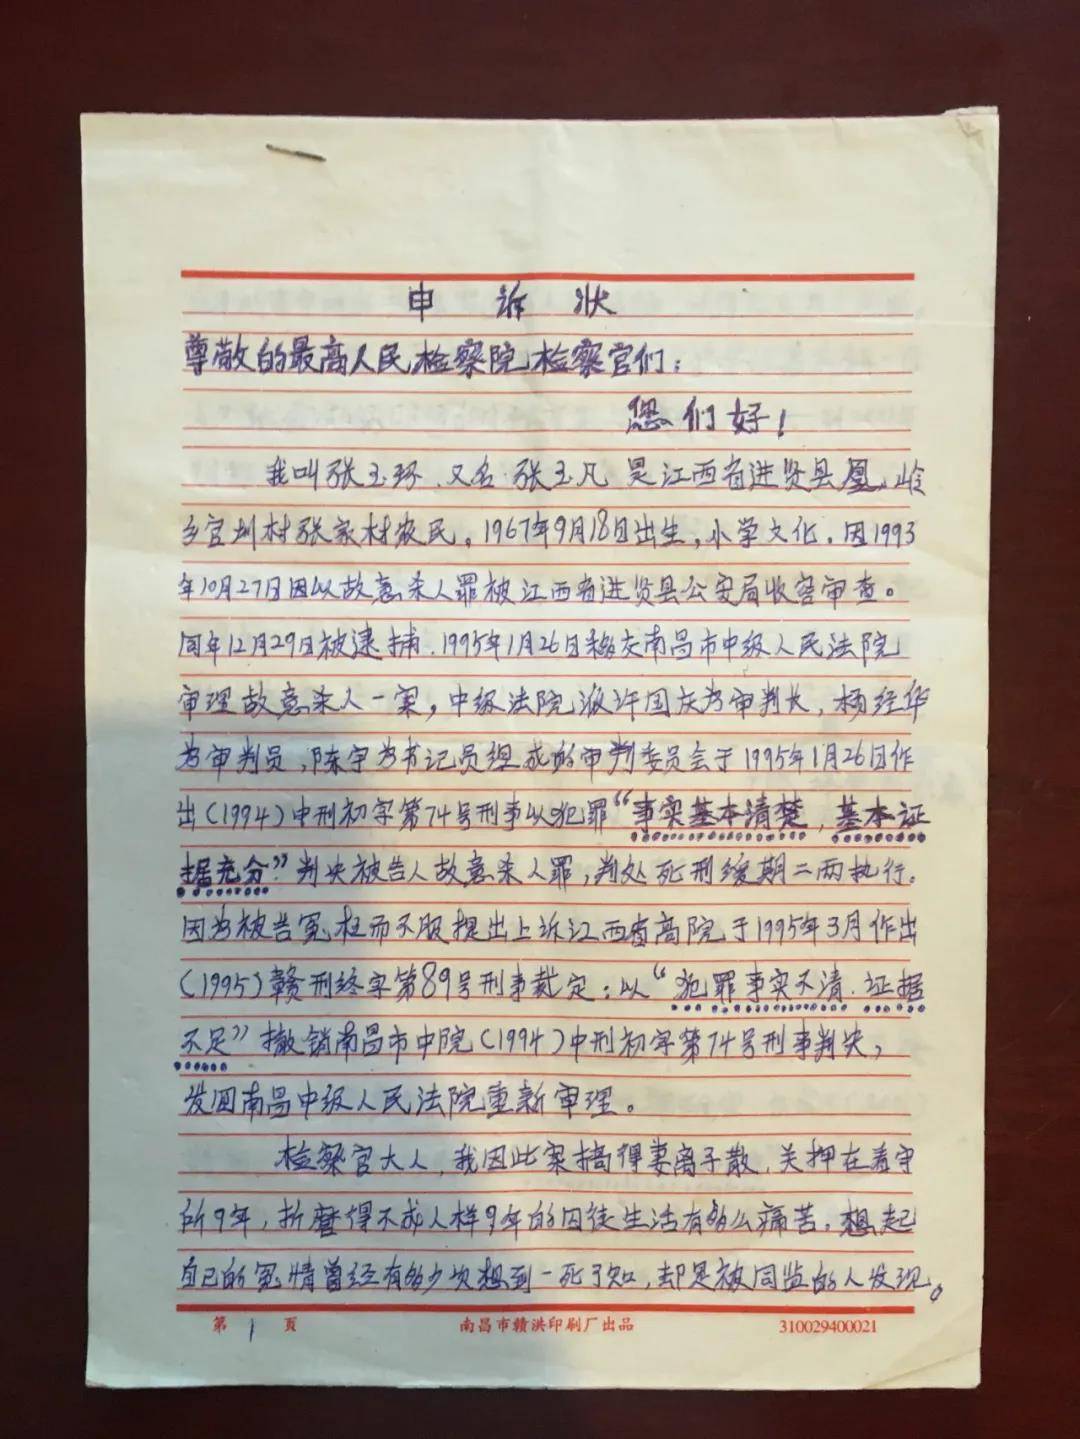 申诉状
尊敬的最高人民检察院检察官们：
您们好！
我叫张玉环，又名：张玉凡 是江西省进贤县凰岭
乡官圳村张家村农民。1967年9月18日出生，小学文化。因1993
年10月27日因以故意杀人罪被江西省进贤县公安局收容审查。
同年12月29日被逮捕，1995年1月26日移交南昌市中级人民法院
审理故意杀人一案，中级法院派许国庆为审判长，杨经华
为审判员，陈宇为书记员组成的审判委员会于1995年1月26日作
出（1994）中刑初字第74号刑事以犯罪“事实基本清楚，基本证
据充分”判决被告人故意杀人罪，判处死刑缓期二两执行。
因为被告冤枉而不服提出上诉江西省高院于1995年3月作出
（1995）赣刑终字第89号刑事裁定：以“犯罪事实不清，证据
不足”撤销南昌市中院（1994）中刑初字第74号刑事判决，
发回南昌中级人民法院重新审理。
检察官大人，我因此案搞得妻离子散，关押在看守
所9年，折磨得不成人样9年的囚徒生活有多么痛苦，想起
自己的冤情曾经有多少次想到一死了知，却是被同监的人发现。
第 1 页 南昌市赣洪印刷厂出品 310029400021